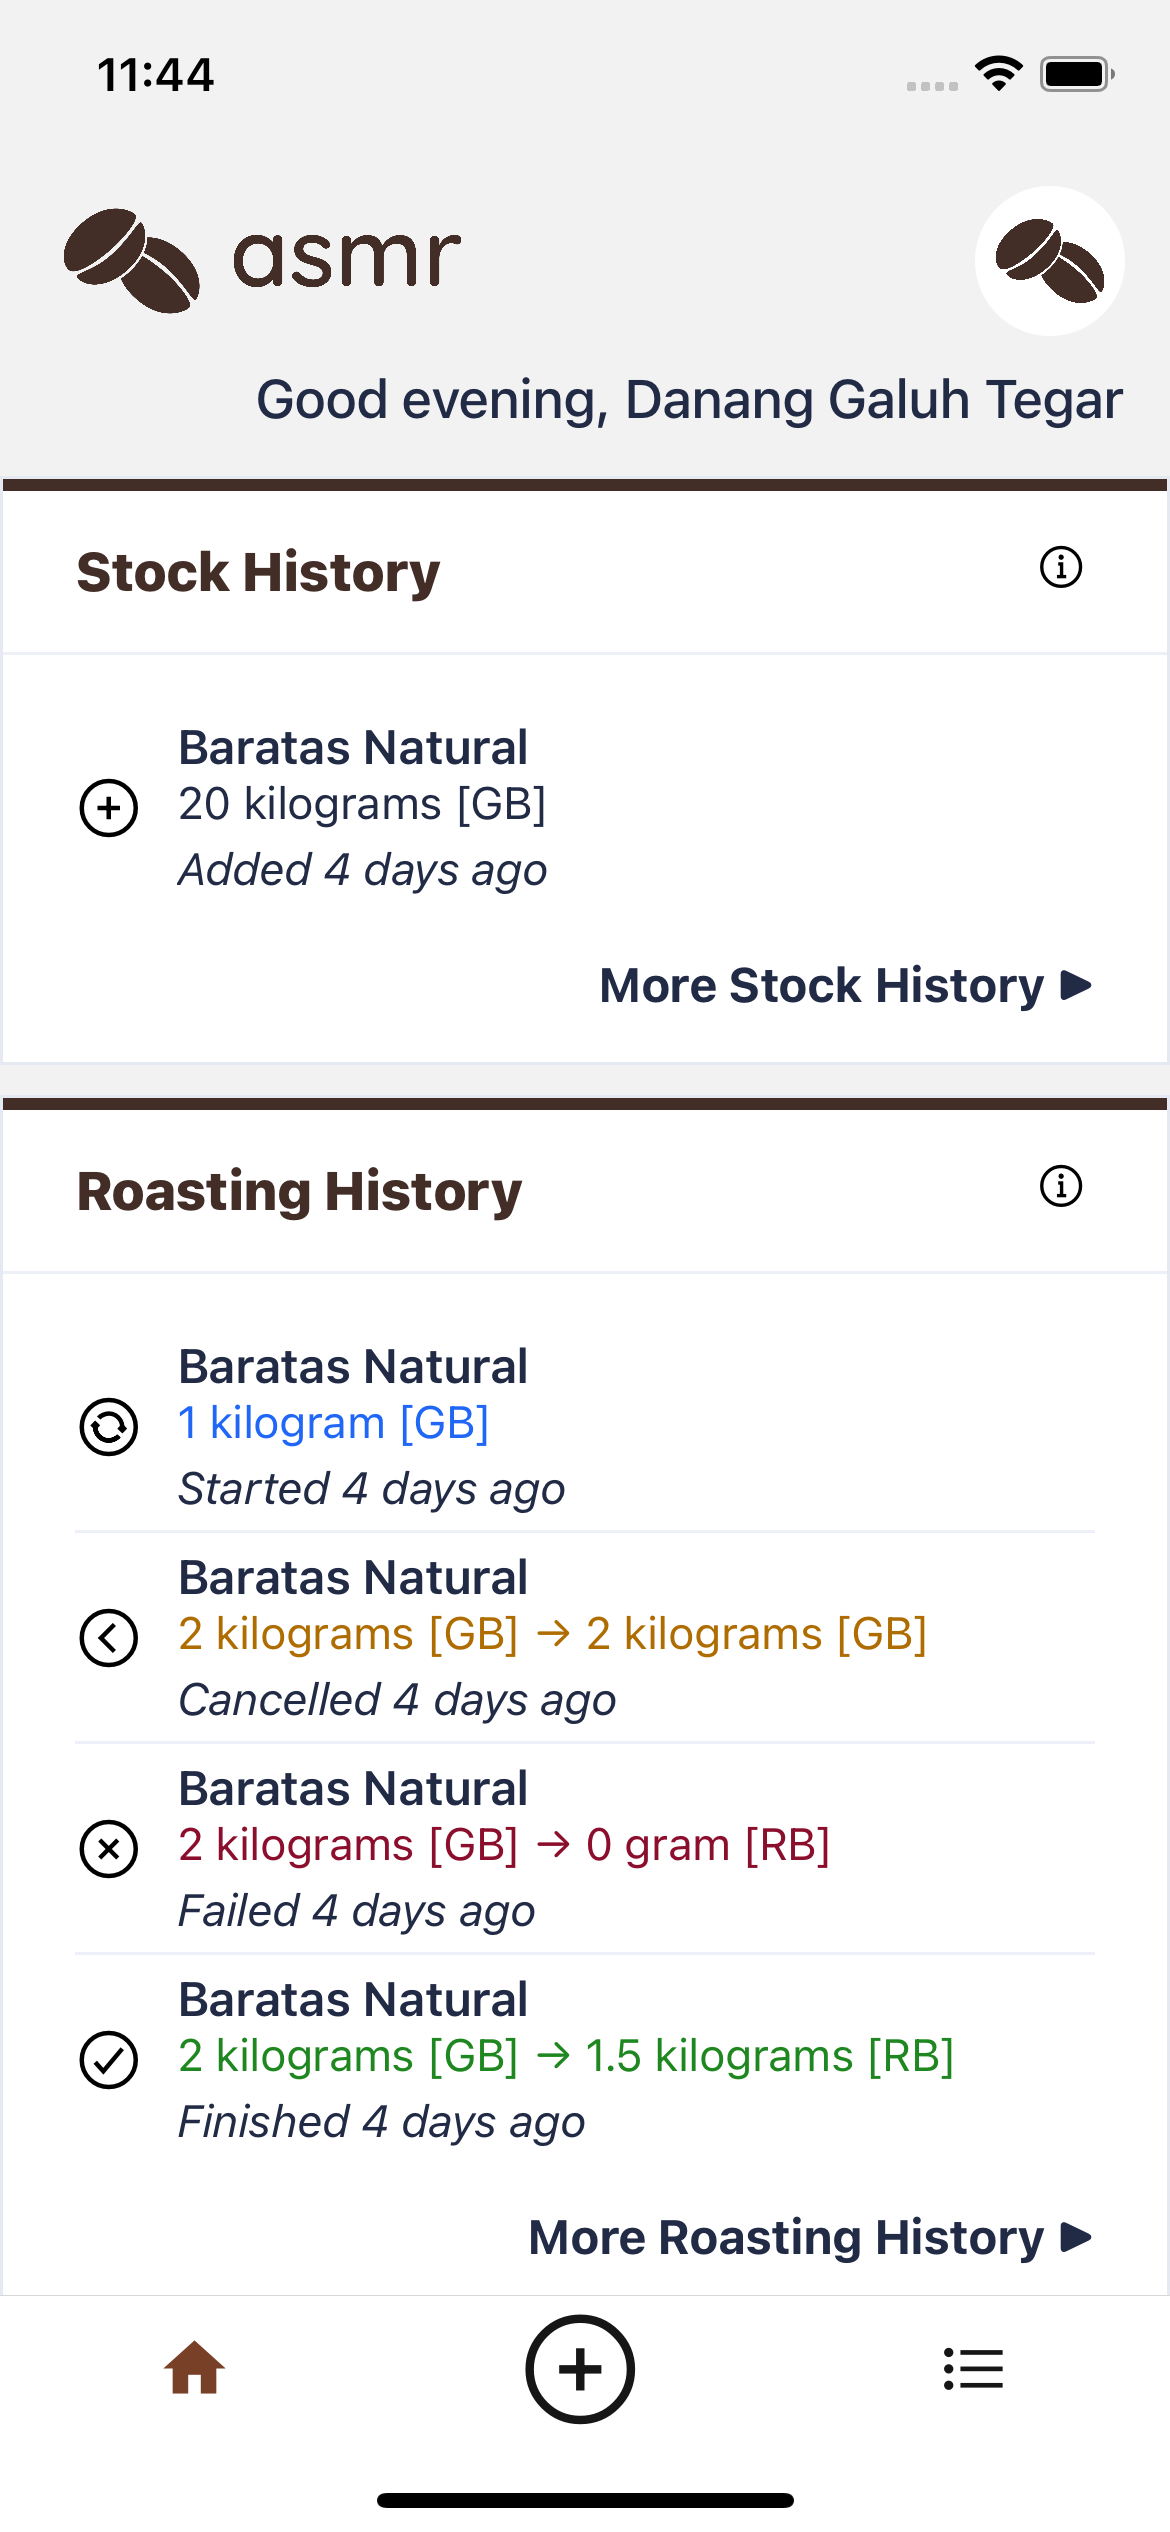 11:44
asmr
Good evening, Danang Galuh Tegar
Stock History
Baratas Natural
20 kilograms [GB]
Added 4 days ago
More Stock History ▶
Roasting History
Baratas Natural
1 kilogram [GB]
Started 4 days ago
Baratas Natural
2 kilograms [GB] → 2 kilograms [GB]
Cancelled 4 days ago
Baratas Natural
2 kilograms [GB] → 0 gram [RB]
Failed 4 days ago
Baratas Natural
2 kilograms [GB] → 1.5 kilograms [RB]
Finished 4 days ago
More Roasting History ▶